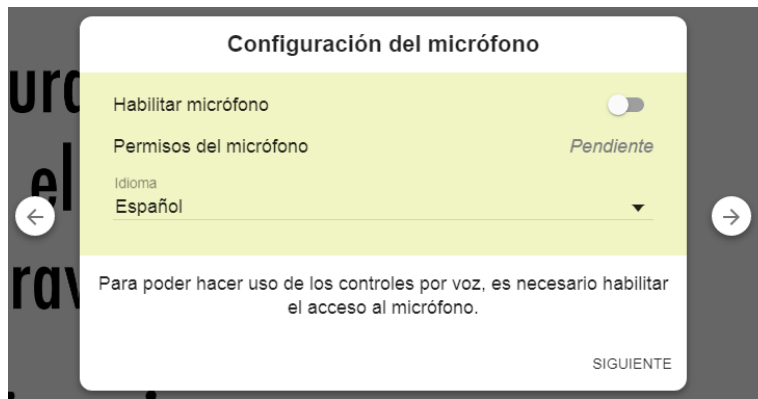 Configuración del micrófono
Habilitar micrófono
Permisos del micrófono Pendiente
Idioma
Español
Para poder hacer uso de los controles por voz, es necesario habilitar
el acceso al micrófono.
SIGUIENTE